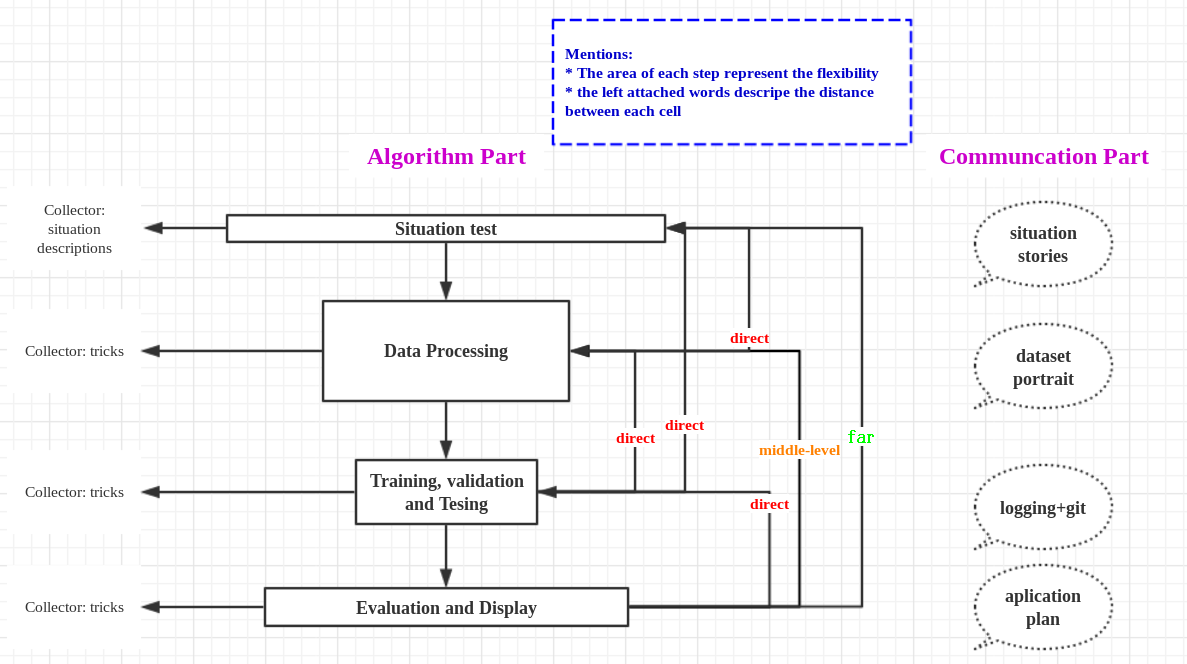 Mentions:
* The area of each step represent the flexibility
* the left attached words descripe the distance
between each cell
Algorithm Part
Communcation Part
Collector:
situation
descriptions
Situation test
situation
stories
direct
Collector: tricks
Data Processing
dataset
portrait
direct
direct
far
middle-level
Collector: tricks
Training, validation
and Tesing
direct
logging+git
Collector: tricks
Evaluation and Display
aplication
plan